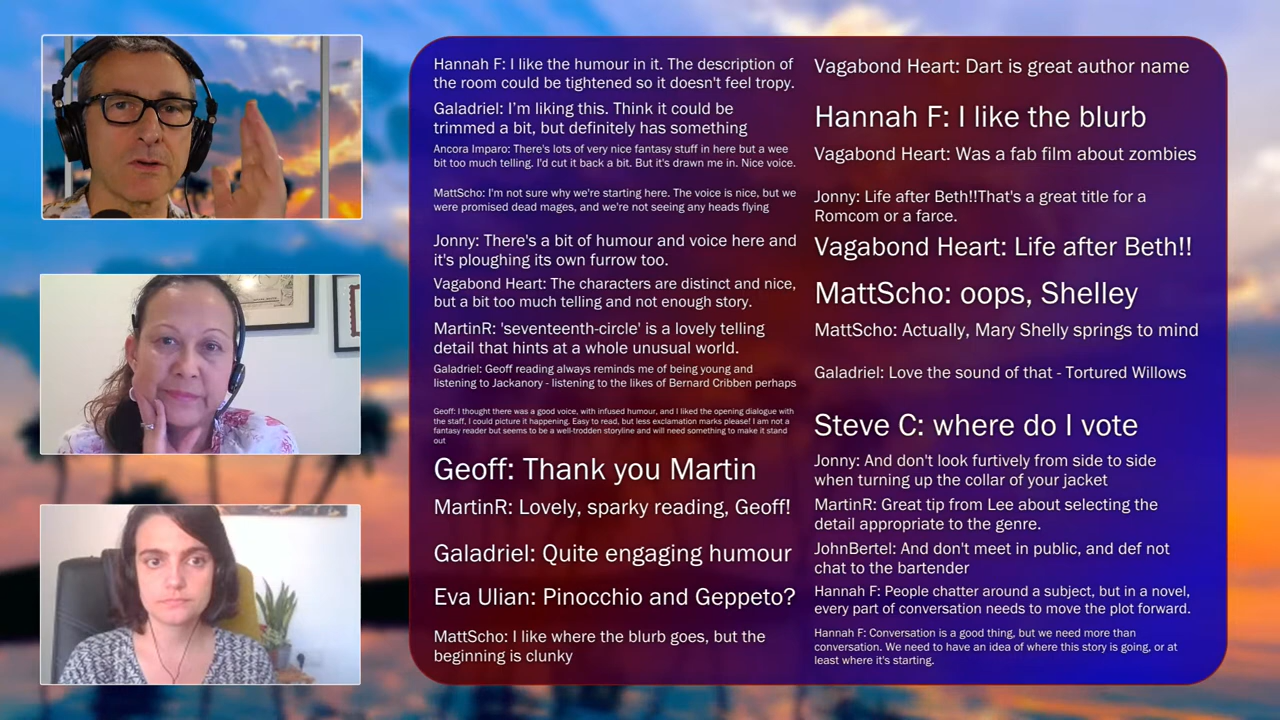 Hannah F: I like the humour in it. The description of
the room could be tightened so it doesn't feel tropy.
Galadriel: I'm liking this. Think it could be
trimmed a bit, but definitely has something
Ancora Imparo: There's lots of very nice fantasy stuff in here but a wee
bit too much telling. I'd cut it back a bit. But it's drawn me in. Nice voice.
MattScho: I'm not sure why we're starting here. The voice is nice, but we
were promised dead mages, and we're not seeing any heads flying
Jonny: There's a bit of humour and voice here and
it's ploughing its own furrow too.
Vagabond Heart: The characters are distinct and nice,
but a bit too much telling and not enough story.
MartinR: 'seventeenth-circle' is a lovely telling
detail that hints at a whole unusual world.
Galadriel: Geoff reading always reminds me of being young and
listening to Jackanory - listening to the likes of Bernard Cribben perhaps
Geoff: I thought there was a good voice, with infused humour, and I liked the opening dialogue with
the staff, I could picture it happening. Easy to read, but less exclamation marks please! I am not a
fantasy reader but seems to be a well-trodden storyline and will need something to make it stand
out
Geoff: Thank you Martin
MartinR: Lovely, sparky reading, Geoff!
Galadriel: Quite engaging humour
Eva Ulian: Pinocchio and Geppeto?
MattScho: I like where the blurb goes, but the
beginning is clunky
Vagabond Heart: Dart is great author name
Hannah F: I like the blurb
Vagabond Heart: Was a fab film about zombies
Jonny: Life after Beth!!That's a great title for a
Romcom or a farce.
Vagabond Heart: Life after Beth!!
MattScho: oops, Shelley
MattScho: Actually, Mary Shelly springs to mind
Galadriel: Love the sound of that - Tortured Willows
Steve C: where do I vote
Jonny: And don't look furtively from side to side
when turning up the collar of your jacket
MartinR: Great tip from Lee about selecting the
detail appropriate to the genre.
JohnBertel: And don't meet in public, and def not
chat to the bartender
Hannah F: People chatter around a subject, but in a novel,
every part of conversation needs to move the plot forward.
Hannah F: Conversation is a good thing, but we need more than
conversation. We need to have an idea of where this story is going, or at
least where it's starting.